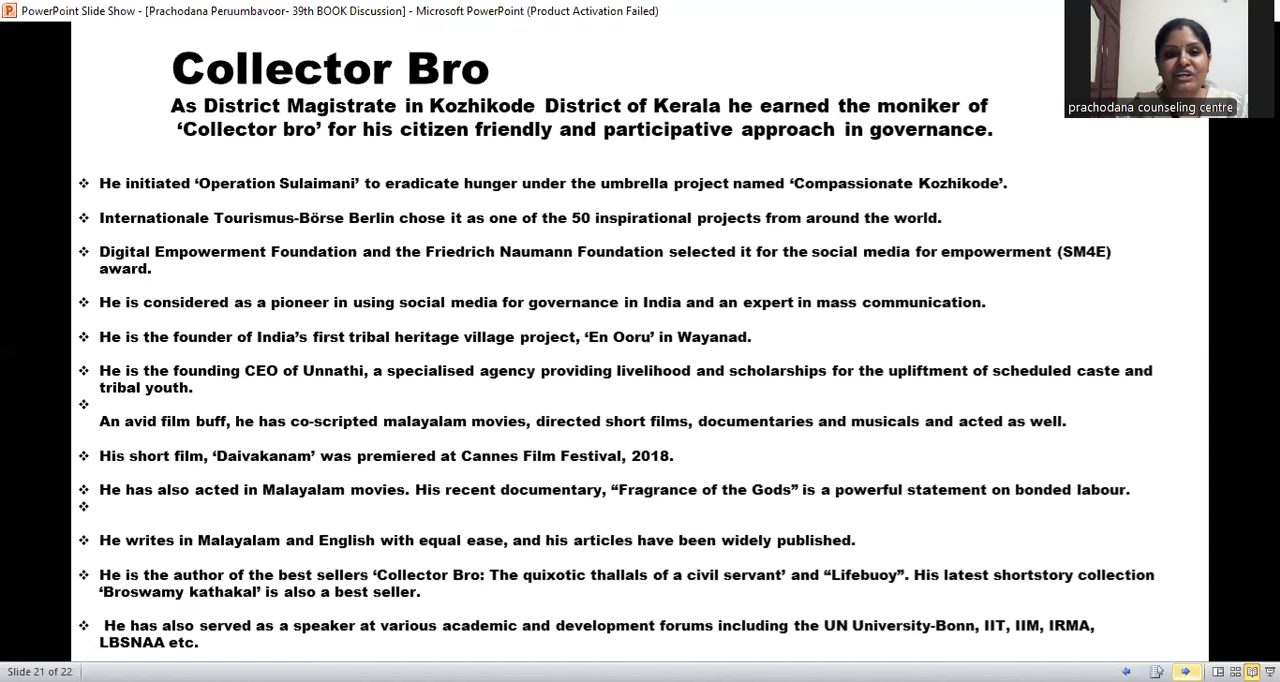 PowerPoint Slide Show - [Prachodana Peruumbavoor- 39th BOOK Discussion] - Microsoft PowerPoint (Product Activation Failed)
prachodana counseling centre
Collector Bro
As District Magistrate in Kozhikode District of Kerala he earned the moniker of
‘Collector bro’ for his citizen friendly and participative approach in governance.
❖ He initiated ‘Operation Sulaimani’ to eradicate hunger under the umbrella project named ‘Compassionate Kozhikode’.
❖ Internationale Tourismus-Börse Berlin chose it as one of the 50 inspirational projects from around the world.
❖ Digital Empowerment Foundation and the Friedrich Naumann Foundation selected it for the social media for empowerment (SM4E)
award.
❖ He is considered as a pioneer in using social media for governance in India and an expert in mass communication.
❖ He is the founder of India’s first tribal heritage village project, ‘En Ooru’ in Wayanad.
❖ He is the founding CEO of Unnathi, a specialised agency providing livelihood and scholarships for the upliftment of scheduled caste and
tribal youth.
❖
An avid film buff, he has co-scripted malayalam movies, directed short films, documentaries and musicals and acted as well.
❖ His short film, ‘Daivakanam’ was premiered at Cannes Film Festival, 2018.
❖ He has also acted in Malayalam movies. His recent documentary, “Fragrance of the Gods” is a powerful statement on bonded labour.
❖
❖ He writes in Malayalam and English with equal ease, and his articles have been widely published.
❖ He is the author of the best sellers ‘Collector Bro: The quixotic thallals of a civil servant’ and “Lifebuoy”. His latest shortstory collection
‘Broswamy kathakal’ is also a best seller.
❖ He has also served as a speaker at various academic and development forums including the UN University-Bonn, IIT, IIM, IRMA,
LBSNAA etc.
Slide 21 of 22